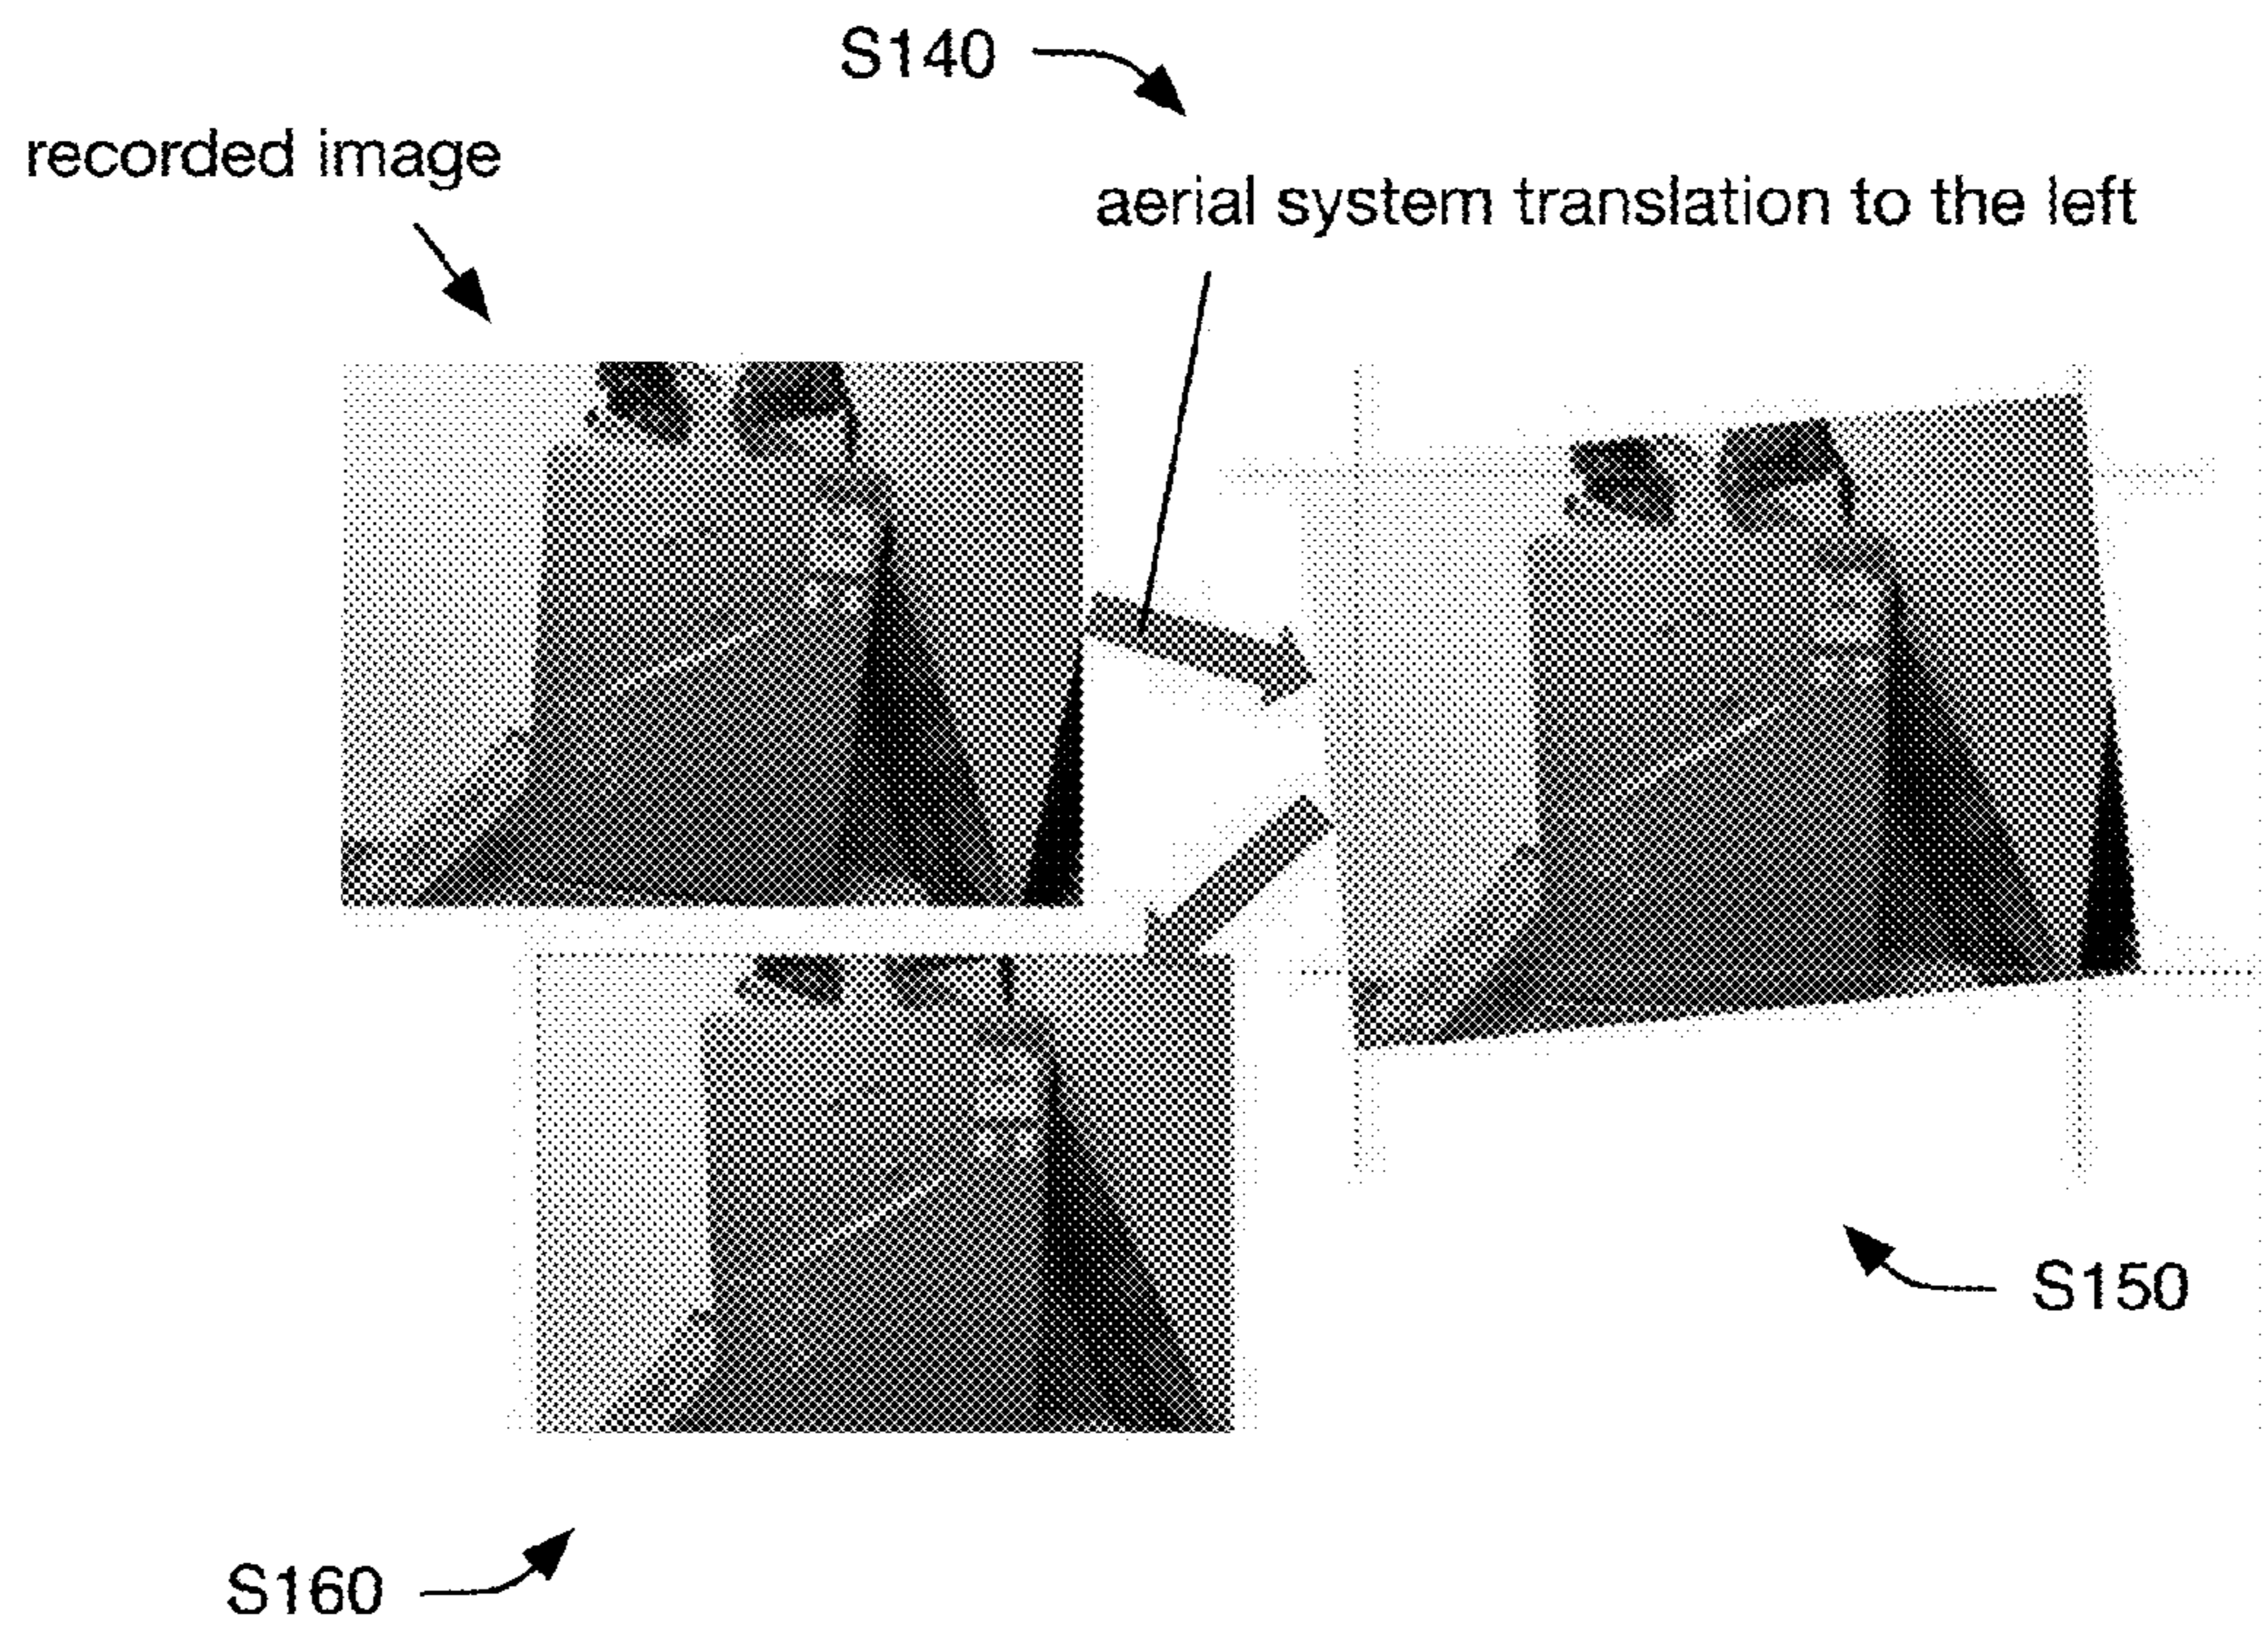 S140
recorded image
aerial system translation to the left
S150
S160